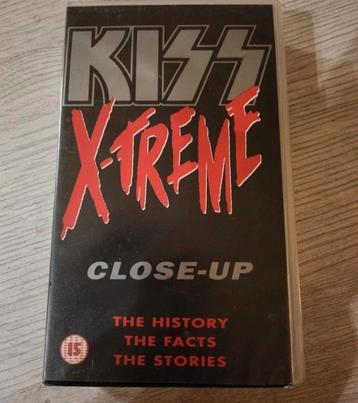 KISS
X-TREME
CLOSE-UP
THE HISTORY
THE FACTS
15
THE STORIES